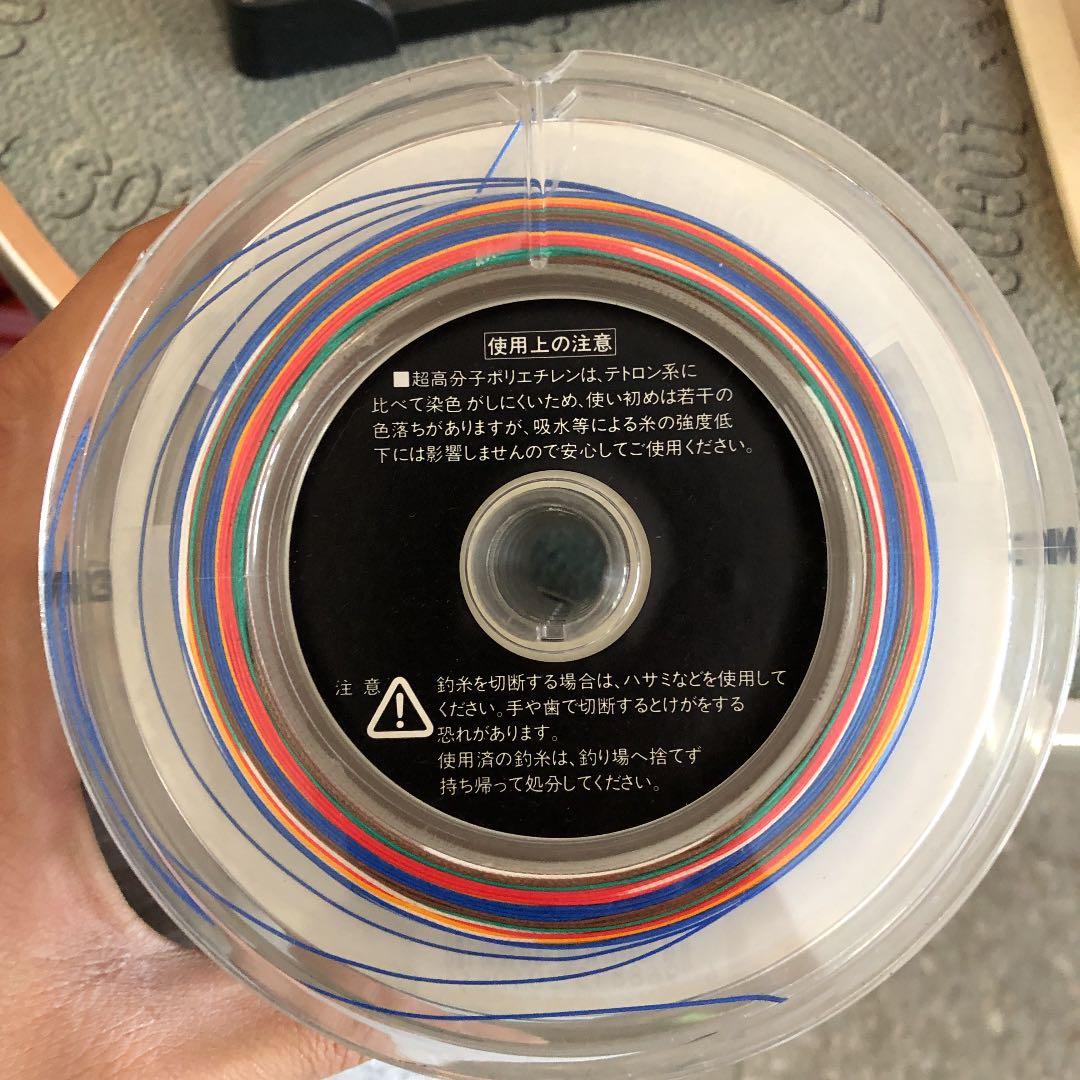 使用上の注意
■超高分子ポリエチレンは、テトロン系に
比べて染色がしにくいため、使い初めは若干の
色落ちがありますが、吸水等による糸の強度低
下には影響しませんので安心してご使用ください。
注意
釣糸を切断する場合は、ハサミなどを使用して
ください。手や歯で切断するとけがをする
恐れがあります。
使用済の釣糸は、釣り場へ捨てず
持ち帰って処分してください。